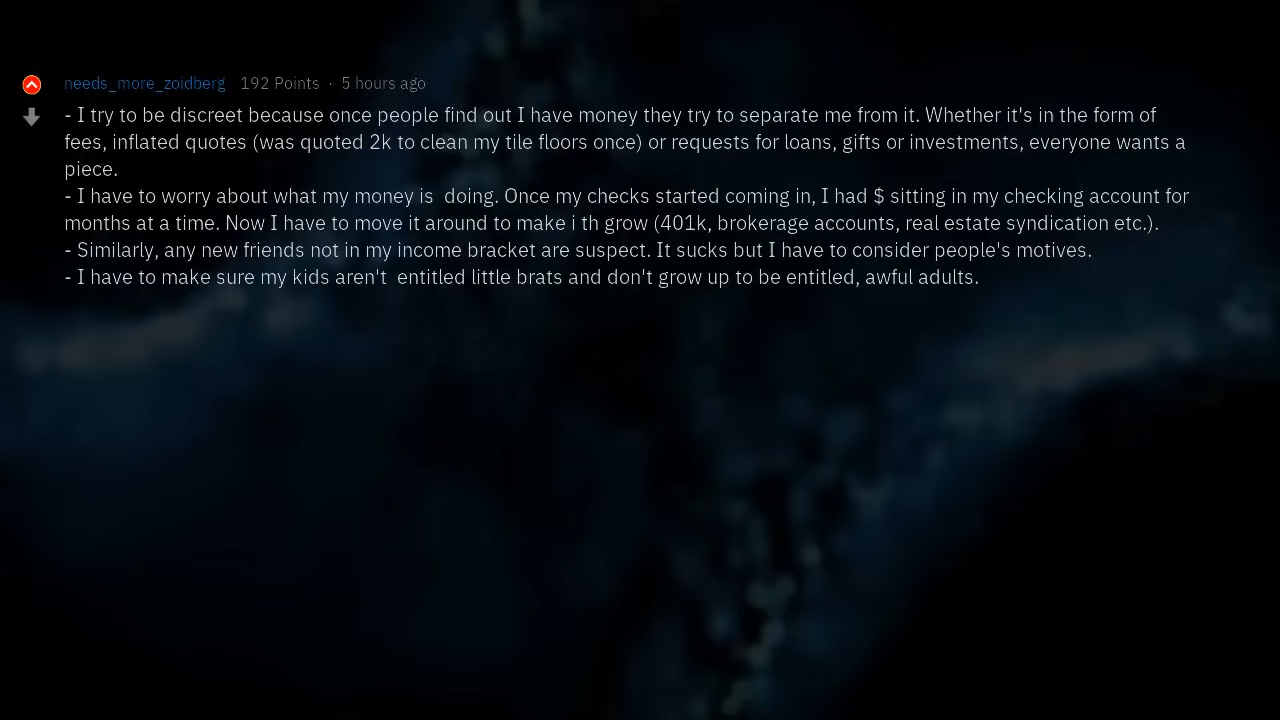 needs_more_zoidberg 192 Points · 5 hours ago
- I try to be discreet because once people find out I have money they try to separate me from it. Whether it's in the form of
fees, inflated quotes (was quoted 2k to clean my tile floors once) or requests for loans, gifts or investments, everyone wants a
piece.
- I have to worry about what my money is  doing. Once my checks started coming in, I had $ sitting in my checking account for
months at a time. Now I have to move it around to make i th grow (401k, brokerage accounts, real estate syndication etc.).
- Similarly, any new friends not in my income bracket are suspect. It sucks but I have to consider people's motives.
- I have to make sure my kids aren't  entitled little brats and don't grow up to be entitled, awful adults.